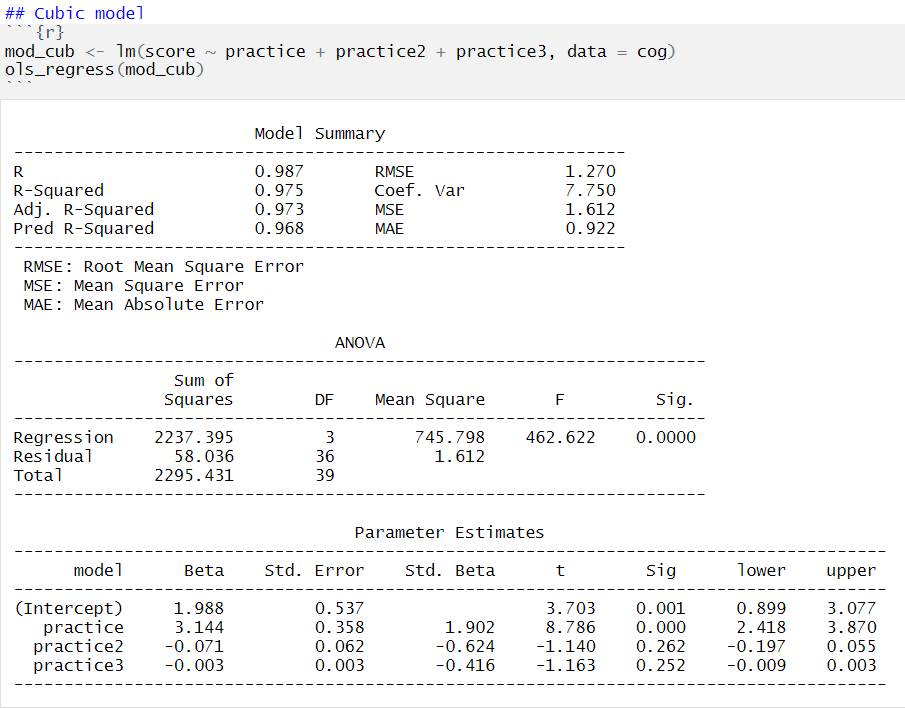 ## Cubic model
```{r}
mod_cub <- lm(score ~ practice + practice2 + practice3, data = cog)
ols_regress(mod_cub)
```
Model Summary
--------------------------------------------------------------
R 0.987 RMSE 1.270
R-Squared 0.975 Coef. Var 7.750
Adj. R-Squared 0.973 MSE 1.612
Pred R-Squared 0.968 MAE 0.922
--------------------------------------------------------------
RMSE: Root Mean Square Error
MSE: Mean Square Error
MAE: Mean Absolute Error
ANOVA
----------------------------------------------------------------------
Sum of
Squares DF Mean Square F Sig.
----------------------------------------------------------------------
Regression 2237.395 3 745.798 462.622 0.0000
Residual 58.036 36 1.612
Total 2295.431 39
----------------------------------------------------------------------
Parameter Estimates
----------------------------------------------------------------------------------------
model Beta Std. Error Std. Beta t Sig lower upper
----------------------------------------------------------------------------------------
(Intercept) 1.988 0.537 3.703 0.001 0.899 3.077
practice 3.144 0.358 1.902 8.786 0.000 2.418 3.870
practice2 -0.071 0.062 -0.624 -1.140 0.262 -0.197 0.055
practice3 -0.003 0.003 -0.416 -1.163 0.252 -0.009 0.003
----------------------------------------------------------------------------------------